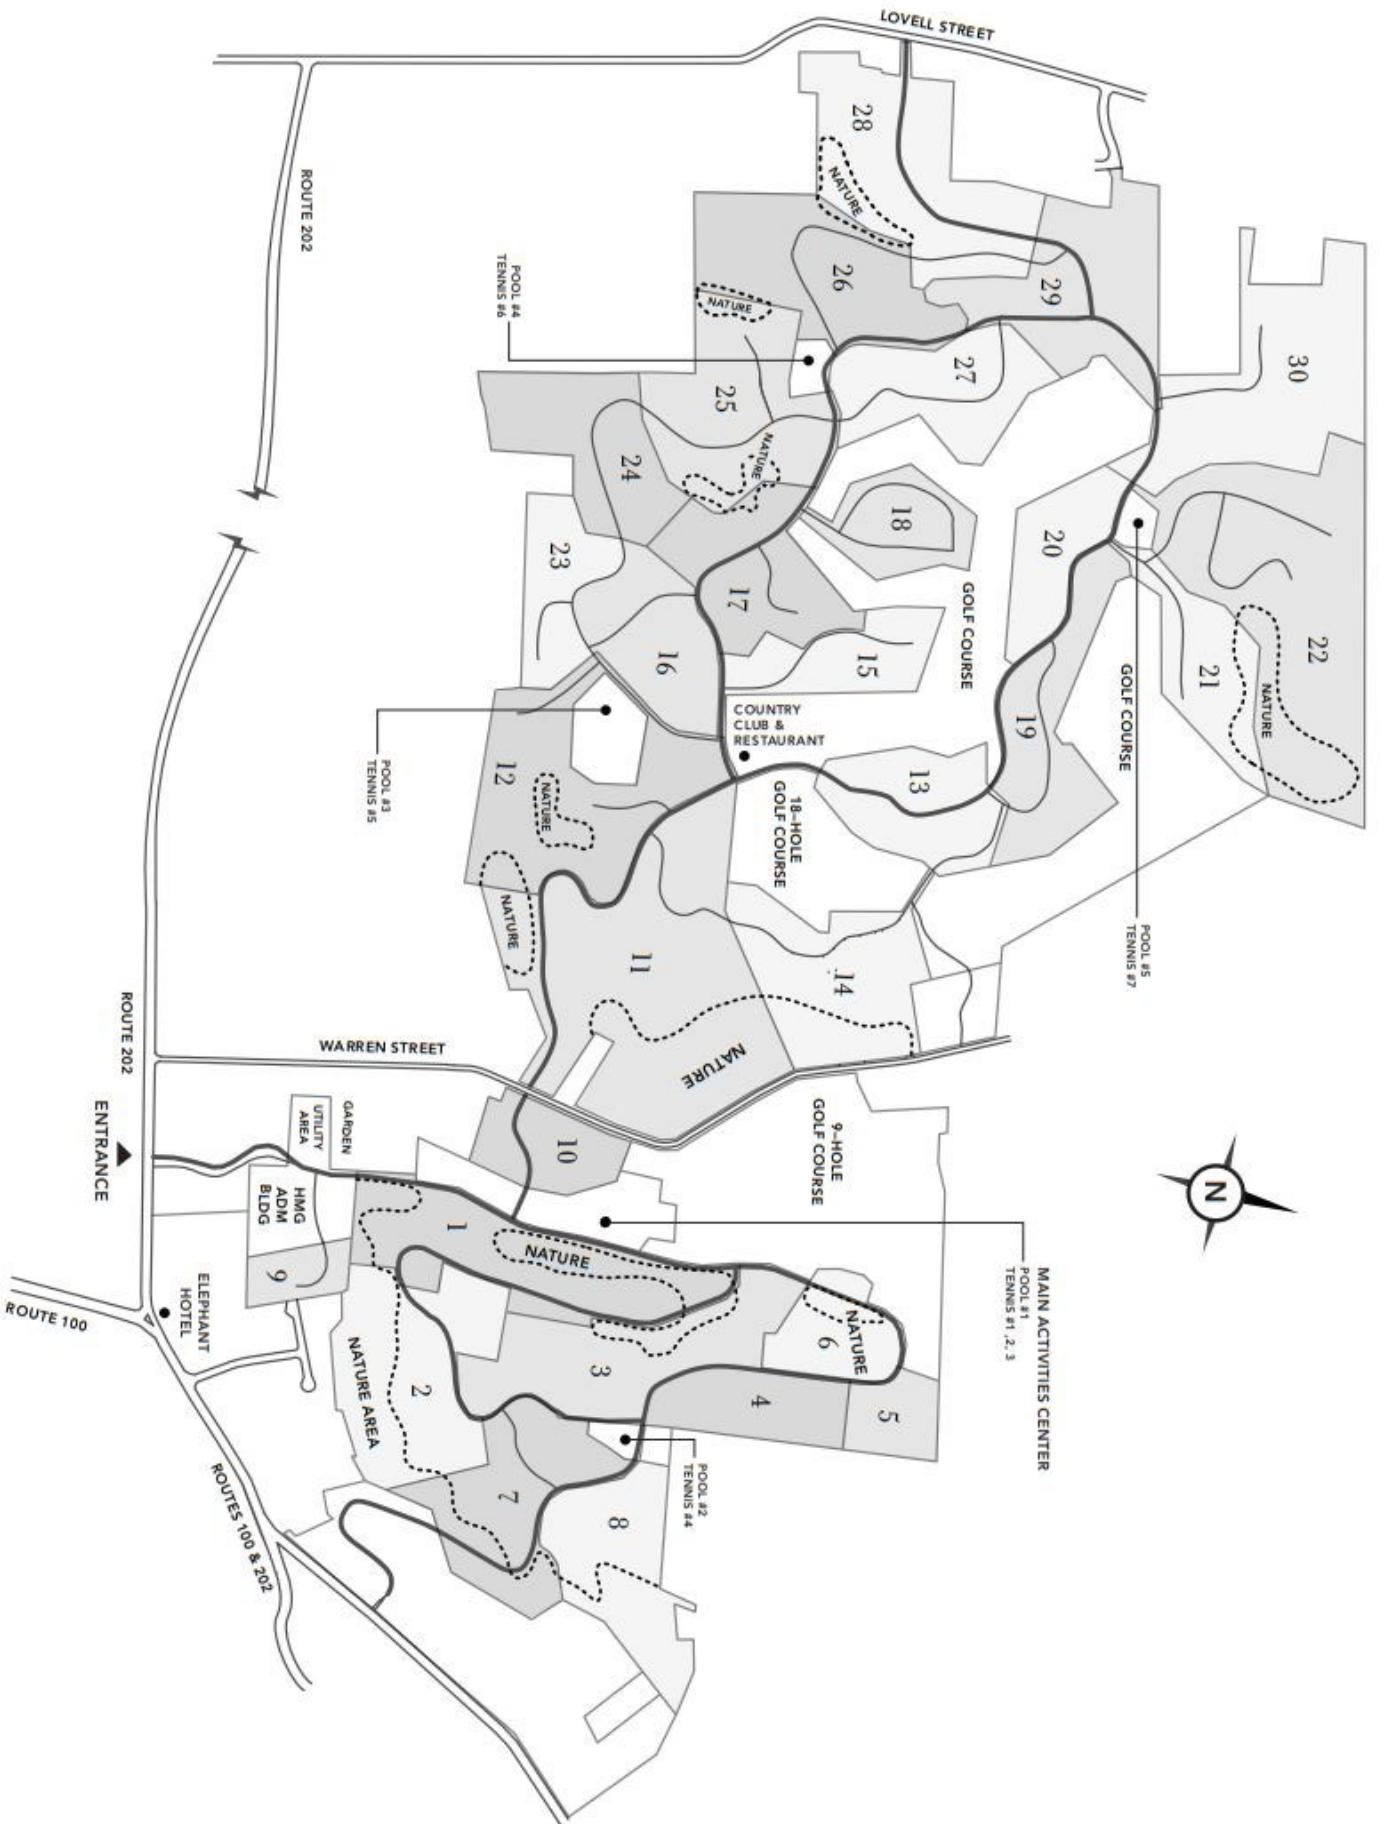 LOVELL STREET
ROUTE 202
28
NATURE
26
29
30
NATURE
POOL #4
TENNIS #6
27
25
NATURE
24
18
20
23
17
GOLF COURSE
GOLF COURSE
22
21
NATURE
16
15
19
COUNTRY
CLUB &
RESTAURANT
POOL #3
TENNIS #5
12
NATURE
13
18-HOLE
GOLF COURSE
NATURE
11
14
POOL #5
TENNIS #7
NATURE
ROUTE 202
WARREN STREET
ENTRANCE
GARDEN
UTILITY
AREA
10
9-HOLE
GOLF COURSE
N
HMG
ADM
BLDG
1
NATURE
9
MAIN ACTIVITIES CENTER
POOL #1
TENNIS #1 ,2, 3
ELEPHANT
HOTEL
ROUTE 100
NATURE AREA
2
3
6
NATURE
4
5
POOL #2
TENNIS #4
7
8
ROUTES 100 & 202